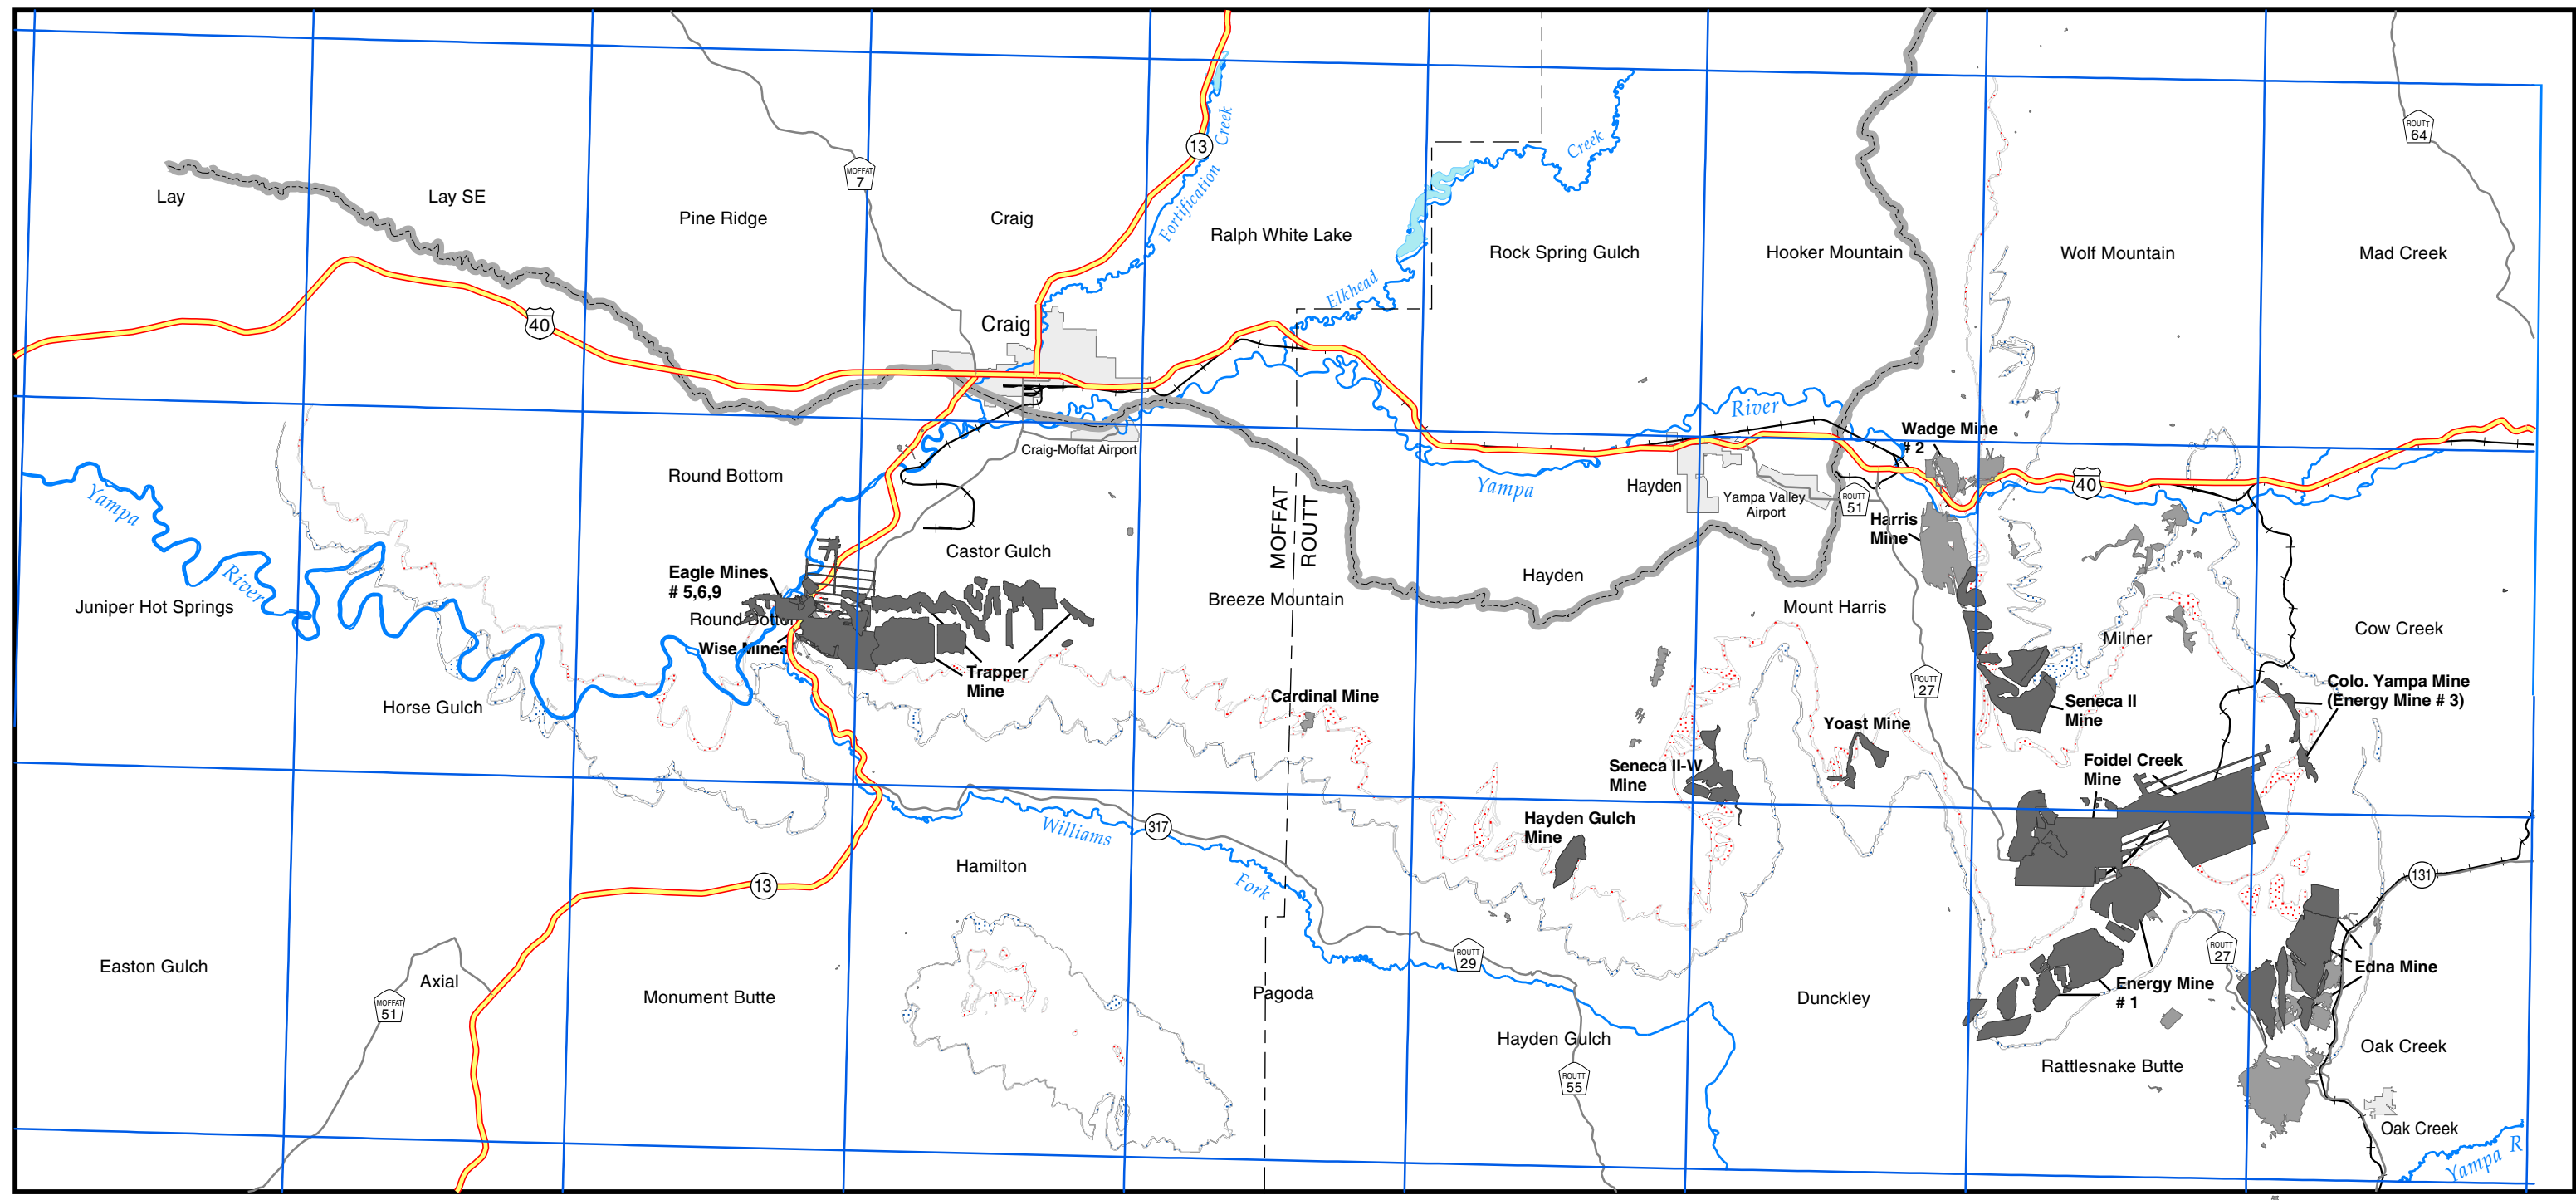 ROUTT
64
13
Creek
Creek
MOFFAT
7
Lay
Lay SE
Pine Ridge
Craig
Fortification
Ralph White Lake
Rock Spring Gulch
Hooker Mountain
Wolf Mountain
Mad Creek
Elkhead
40
Craig
River
Wadge Mine
# 2
Craig-Moffat Airport
Round Bottom
Yampa
Yampa
Hayden
Yampa Valley
Airport
ROUTT
51
40
MOFFAT
ROUTT
Harris
Mine
Castor Gulch
Eagle Mines
# 5,6,9
River
Juniper Hot Springs
Round Bottom
Wise Mines
Breeze Mountain
Hayden
Mount Harris
Milner
Cow Creek
Trapper
Mine
Cardinal Mine
ROUTT
27
Colo. Yampa Mine
(Energy Mine # 3)
Horse Gulch
Seneca II
Mine
Yoast Mine
Seneca II-W
Mine
Foidel Creek
Mine
Williams
317
Hayden Gulch
Mine
Hamilton
Fork
13
131
Easton Gulch
Axial
MOFFAT
51
Monument Butte
Pagoda
ROUTT
29
Dunckley
ROUTT
27
Edna Mine
Energy Mine
# 1
Hayden Gulch
ROUTT
55
Rattlesnake Butte
Oak Creek
Oak Creek
Yampa R